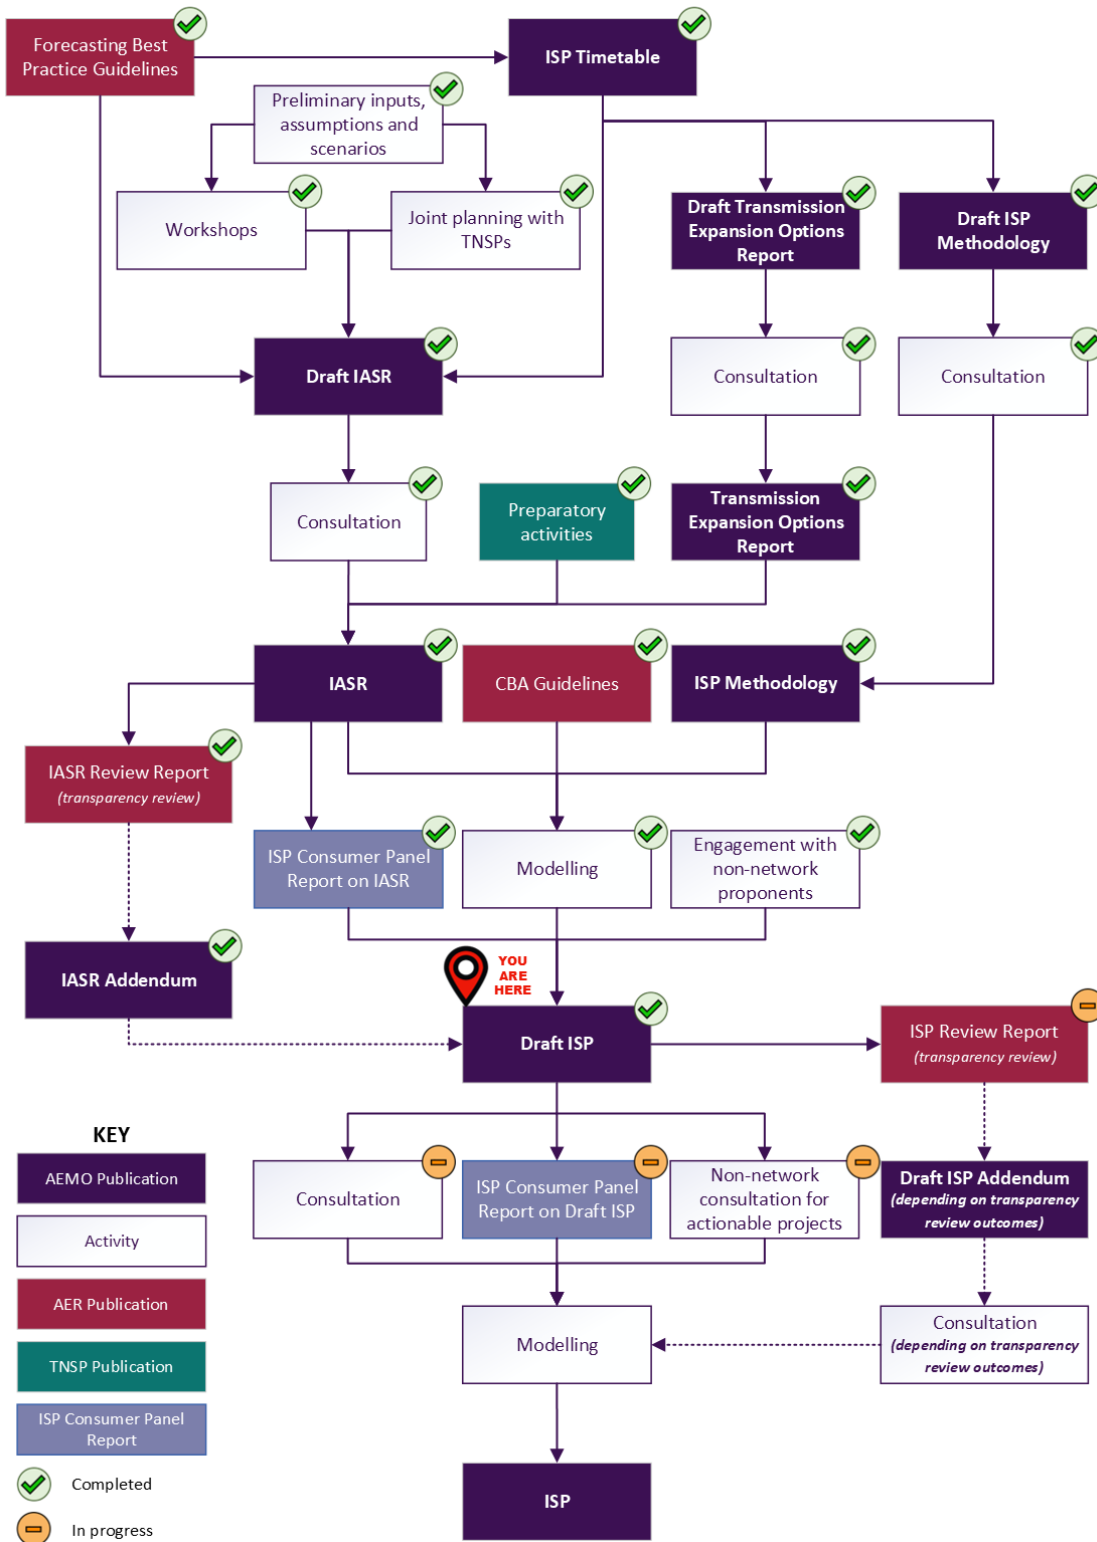 Forecasting Best
Practice Guidelines
ISP Timetable
Preliminary inputs,
assumptions and
scenarios
Workshops
Joint planning with
TNSPs
Draft Transmission
Expansion Options
Report
Draft ISP
Methodology
Draft IASR
Consultation
Consultation
Consultation
Preparatory
activities
Transmission
Expansion Options
Report
IASR
CBA Guidelines
ISP Methodology
IASR Review Report
(transparency review)
ISP Consumer Panel
Report on IASR
Modelling
Engagement with
non-network
proponents
IASR Addendum
YOU
ARE
HERE
Draft ISP
ISP Review Report
(transparency review)
KEY
AEMO Publication
Activity
AER Publication
TNSP Publication
ISP Consumer Panel
Report
Completed
In progress
Consultation
ISP Consumer Panel
Report on Draft ISP
Non-network
consultation for
actionable projects
Draft ISP Addendum
(depending on transparency
review outcomes)
Modelling
Consultation
(depending on transparency
review outcomes)
ISP